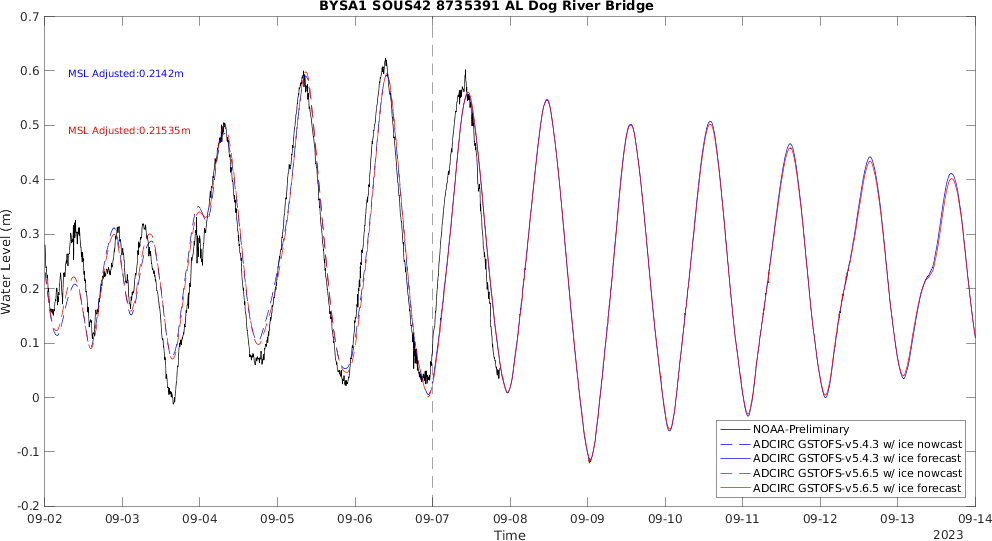 BYSA1 SOUS42 8735391 AL Dog River Bridge
0.7
0.6
0.5
0.4
0.3
0.2
0.1
0
-0.1
-0.2
Water Level (m)
MSL Adjusted:0.2142m
MSL Adjusted:0.21535m
NOAA-Preliminary
ADCIRC GSTOFS-v5.4.3 w/ ice nowcast
ADCIRC GSTOFS-v5.4.3 w/ ice forecast
ADCIRC GSTOFS-v5.6.5 w/ ice nowcast
ADCIRC GSTOFS-v5.6.5 w/ ice forecast
09-02 09-03 09-04 09-05 09-06 09-07 09-08 09-09 09-10 09-11 09-12 09-13 09-14
Time
2023